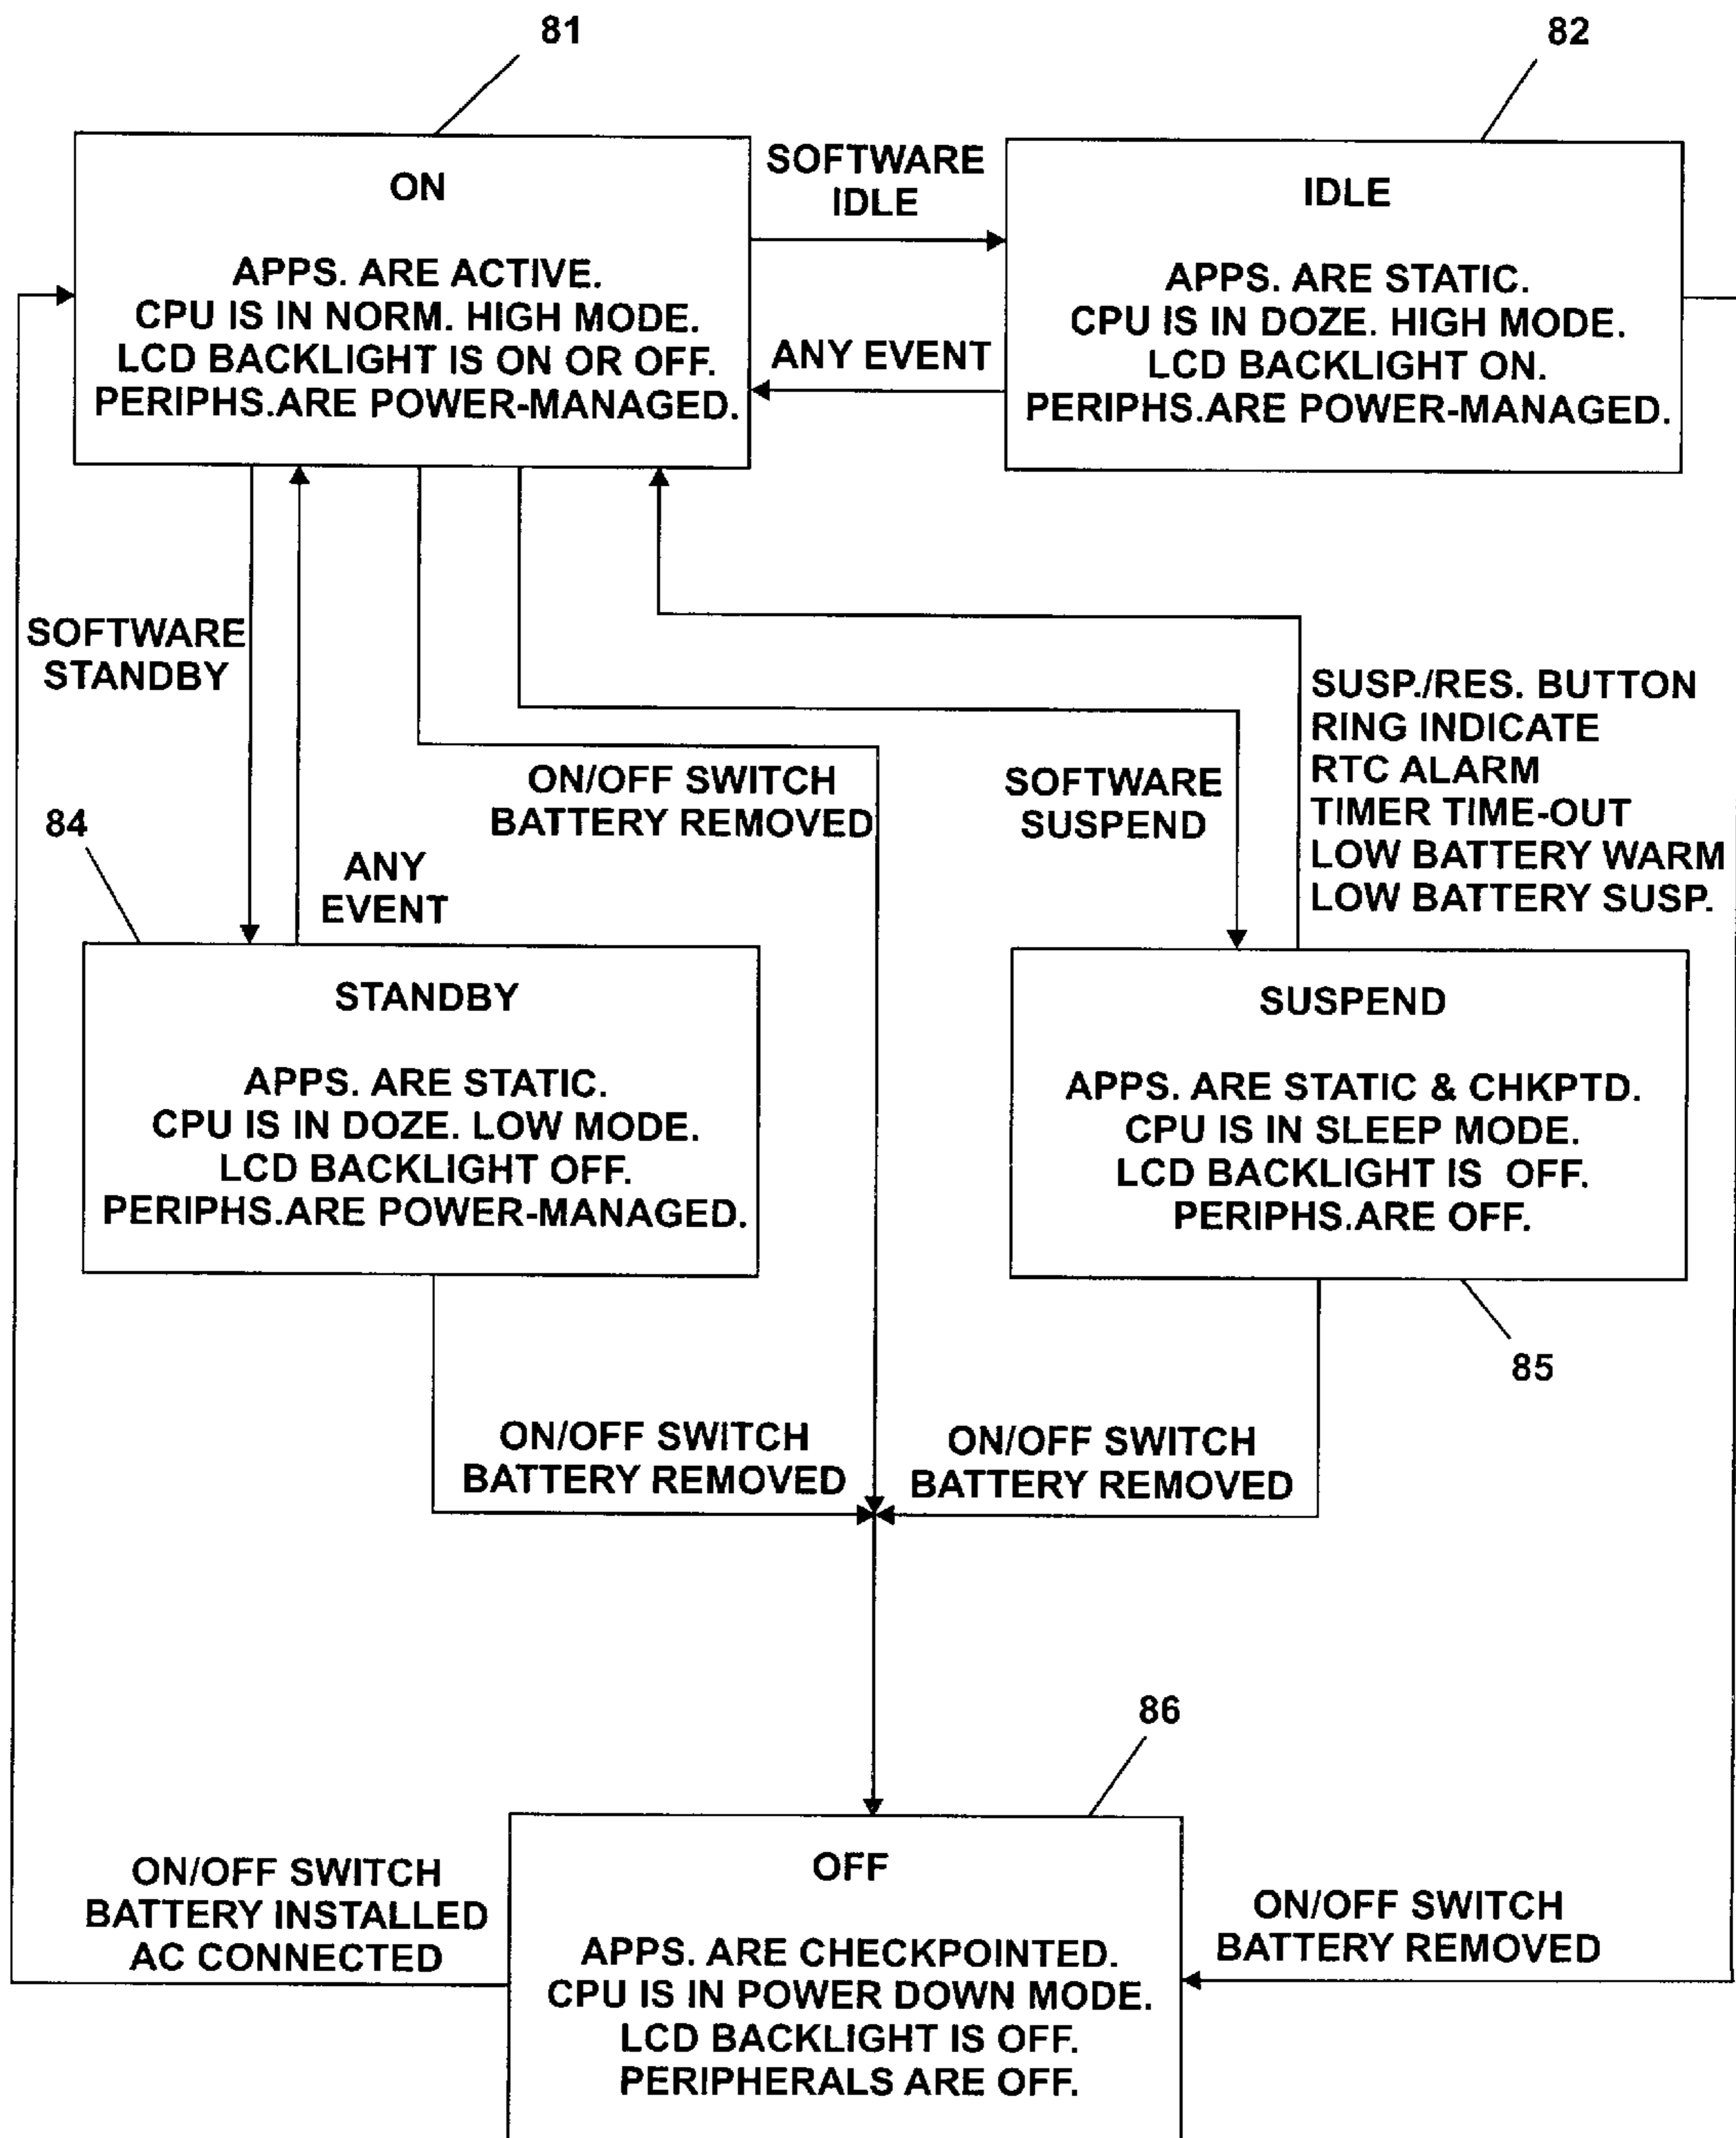 81
82
ON
APPS. ARE ACTIVE.
CPU IS IN NORM. HIGH MODE.
LCD BACKLIGHT IS ON OR OFF.
PERIPHS.ARE POWER-MANAGED.
SOFTWARE
IDLE
ANY EVENT
IDLE
APPS. ARE STATIC.
CPU IS IN DOZE. HIGH MODE.
LCD BACKLIGHT ON.
PERIPHS.ARE POWER-MANAGED.
SOFTWARE
STANDBY
ON/OFF SWITCH
BATTERY REMOVED
SOFTWARE
SUSPEND
SUSP./RES. BUTTON
RING INDICATE
RTC ALARM
TIMER TIME-OUT
LOW BATTERY WARM
LOW BATTERY SUSP.
84
ANY
EVENT
STANDBY
APPS. ARE STATIC.
CPU IS IN DOZE. LOW MODE.
LCD BACKLIGHT OFF.
PERIPHS.ARE POWER-MANAGED.
SUSPEND
APPS. ARE STATIC & CHKPTD.
CPU IS IN SLEEP MODE.
LCD BACKLIGHT IS OFF.
PERIPHS.ARE OFF.
85
ON/OFF SWITCH
BATTERY REMOVED
ON/OFF SWITCH
BATTERY REMOVED
86
ON/OFF SWITCH
BATTERY INSTALLED
AC CONNECTED
OFF
APPS. ARE CHECKPOINTED.
CPU IS IN POWER DOWN MODE.
LCD BACKLIGHT IS OFF.
PERIPHERALS ARE OFF.
ON/OFF SWITCH
BATTERY REMOVED